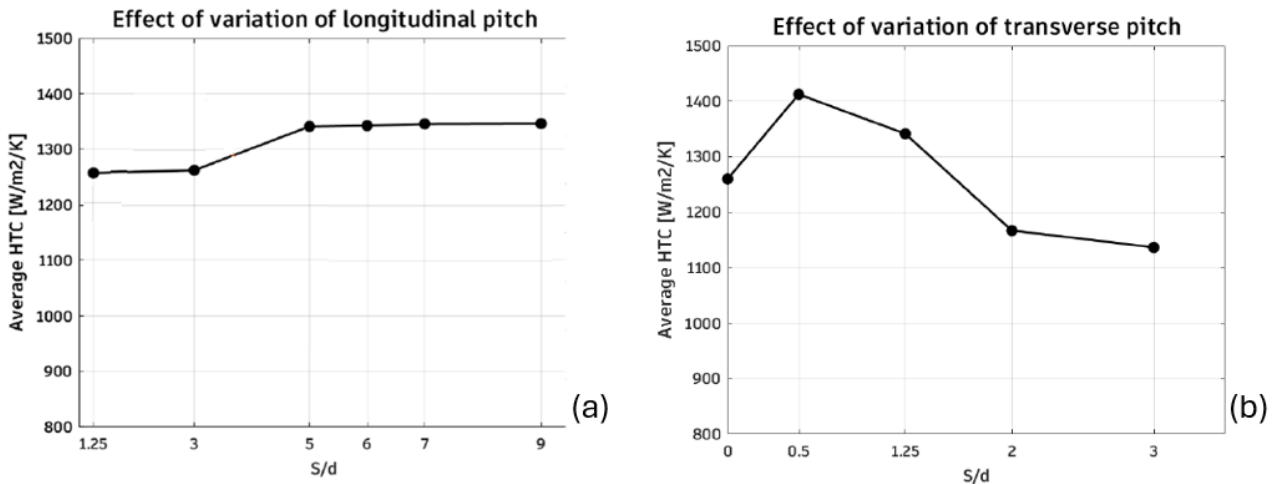 Effect of variation of longitudinal pitch
1500
1400
1300
1200
1100
1000
900
800
Average HTC [W/m2/K]
1.25 3 5 6 7 9
S/d
(a)
Effect of variation of transverse pitch
1500
1400
1300
1200
1100
1000
900
800
Average HTC [W/m2/K]
0 0.5 1.25 2 3
S/d
(b)